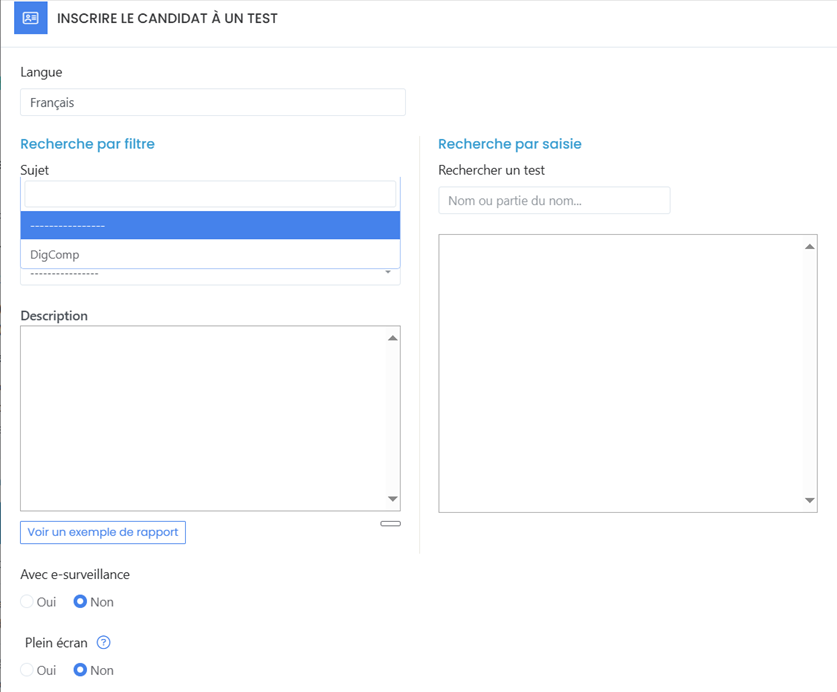 INSCRIRE LE CANDIDAT À UN TEST
Langue
Français
Recherche par filtre
Sujet
----------------
DigComp
----------------
Description
Voir un exemple de rapport
Recherche par saisie
Rechercher un test
Nom ou partie du nom...
Avec e-surveillance
Oui Non
Plein écran ?
Oui Non